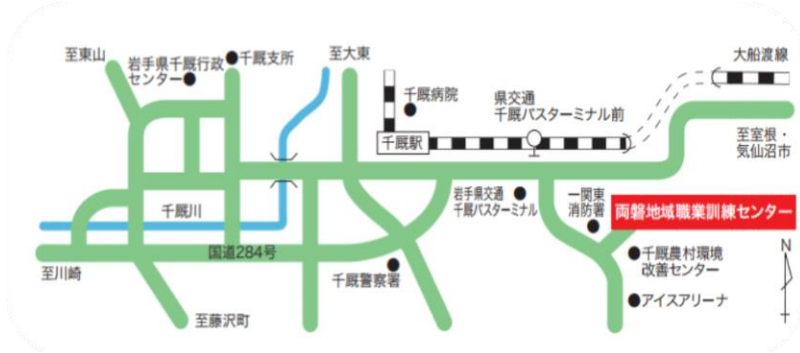 至東山
岩手県千厩行政
センター
千厩支所
至大東
大船渡線
千厩病院
県交通
千厩バスターミナル前
千厩駅
至室根・
気仙沼市
岩手県交通
千厩バスターミナル
一関東
消防署
両磐地域職業訓練センター
千厩川
国道284号
千厩農村環境
改善センター
N
至川崎
千厩警察署
アイスアリーナ
至藤沢町